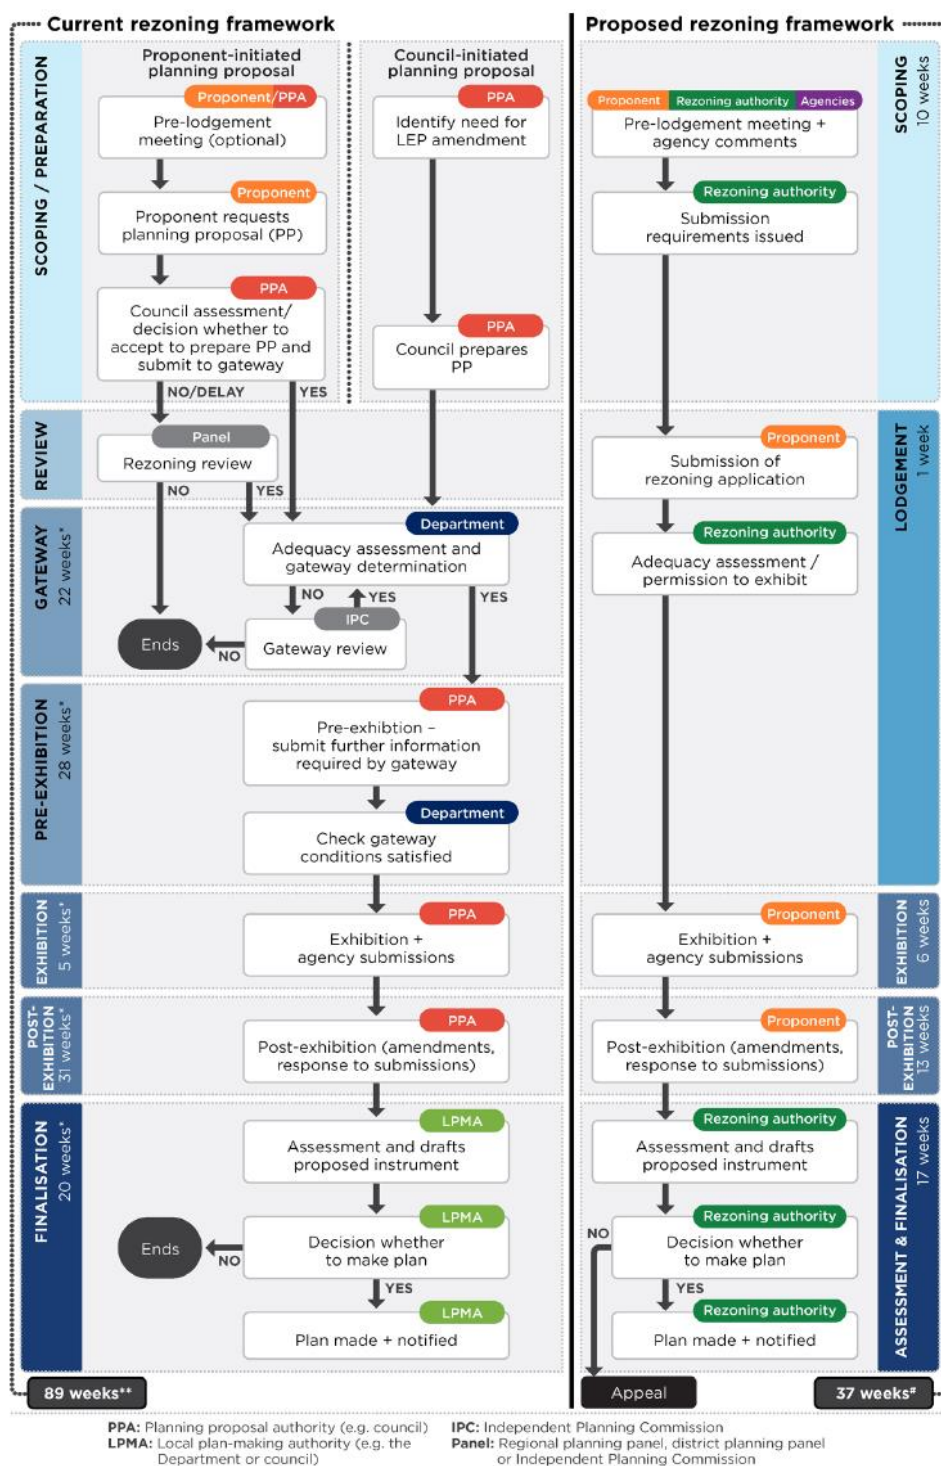 Current rezoning framework
Proponent-initiated
planning proposal
Council-initiated
planning proposal
SCOPING / PREPARATION
Proponent/PPA
Pre-lodgement
meeting (optional)
Proponent
Proponent requests
planning proposal (PP)
PPA
Council assessment/
decision whether to
accept to prepare PP and
submit to gateway
PPA
Identify need for
LEP amendment
PPA
Council prepares
PP
NO/DELAY
YES
REVIEW
Panel
Rezoning review
NO
YES
GATEWAY
22 weeks*
Department
Adequacy assessment and
gateway determination
NO
YES
YES
IPC
Gateway review
NO
Ends
PRE-EXHIBITION
28 weeks*
PPA
Pre-exhibtion –
submit further information
required by gateway
Department
Check gateway
conditions satisfied
EXHIBITION
5 weeks*
PPA
Exhibition +
agency submissions
POST-
EXHIBITION
31 weeks*
PPA
Post-exhibition (amendments,
response to submissions)
FINALISATION
20 weeks*
LPMA
Assessment and drafts
proposed instrument
LPMA
Decision whether
to make plan
NO
Ends
YES
LPMA
Plan made + notified
89 weeks**
Proposed rezoning framework
SCOPING
10 weeks
Proponent Rezoning authority Agencies
Pre-lodgement meeting +
agency comments
Rezoning authority
Submission
requirements issued
LODGEMENT
1 week
Proponent
Submission of
rezoning application
Rezoning authority
Adequacy assessment /
permission to exhibit
EXHIBITION
6 weeks
Proponent
Exhibition +
agency submissions
POST-
EXHIBITION
13 weeks
Proponent
Post-exhibition (amendments,
response to submissions)
ASSESSMENT & FINALISATION
17 weeks
Rezoning authority
Assessment and drafts
proposed instrument
Rezoning authority
Decision whether
to make plan
NO
YES
Rezoning authority
Plan made + notified
Appeal
37 weeks#
PPA: Planning proposal authority (e.g. council)
LPMA: Local plan-making authority (e.g. the
Department or council)
IPC: Independent Planning Commission
Panel: Regional planning panel, district planning panel
or Independent Planning Commission